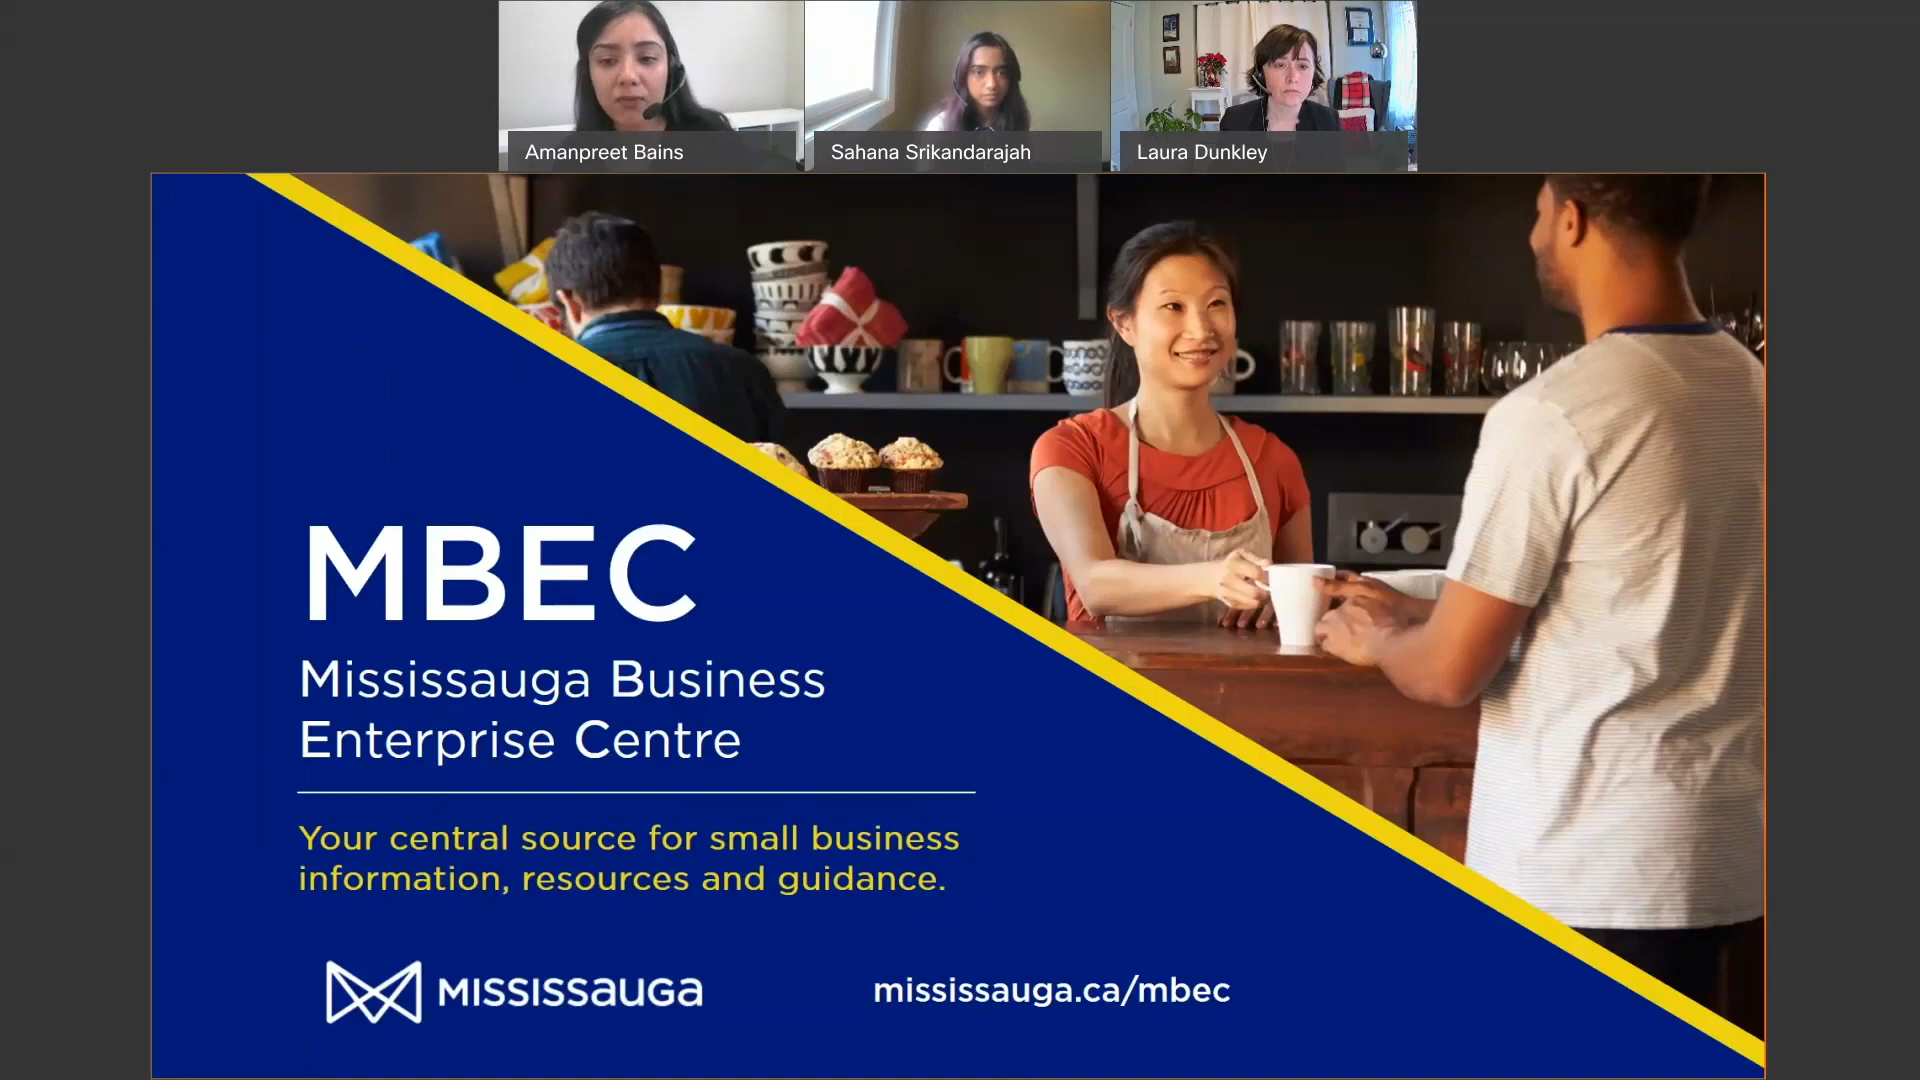 Amanpreet Bains
Sahana Srikandarajah
Laura Dunkley
MBEC
Mississauga Business
Enterprise Centre
Your central source for small business
information, resources and guidance.
MISSISSAUGA
mississauga.ca/mbec